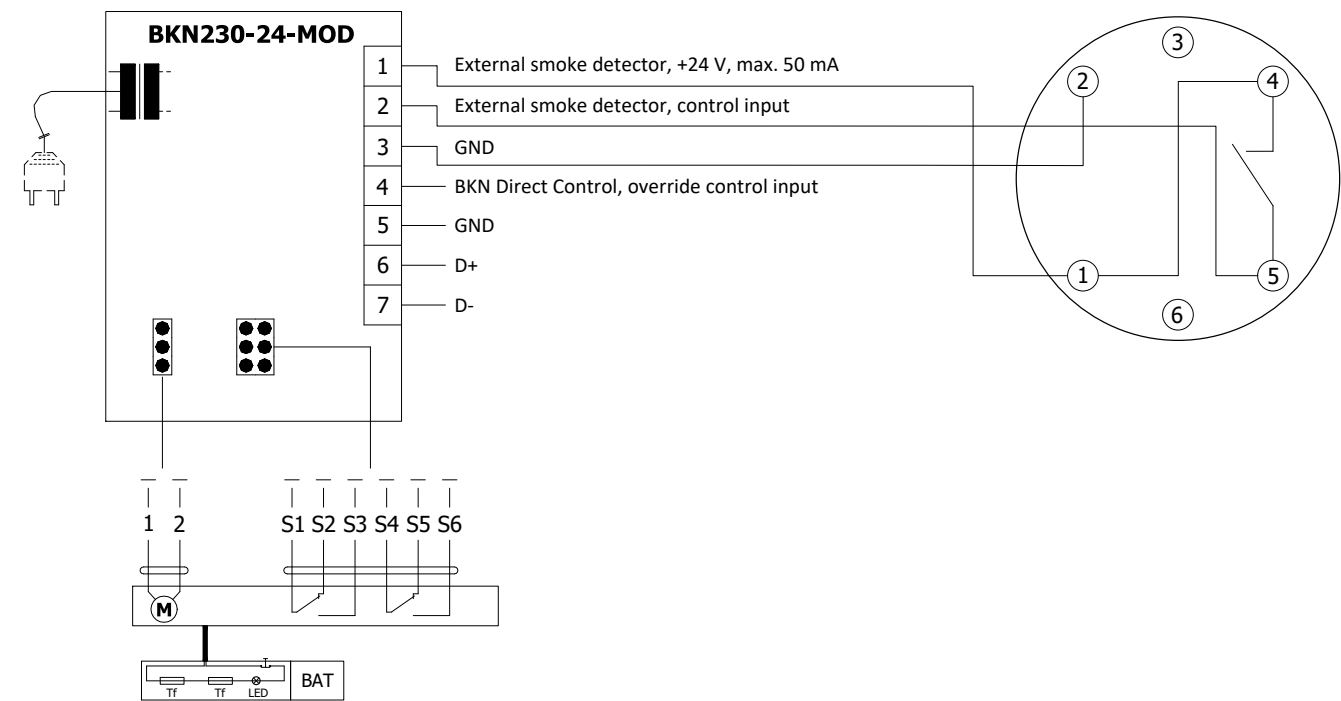 BKN230-24-MOD
1 External smoke detector, +24 V, max. 50 mA
2 External smoke detector, control input
3 GND
4 BKN Direct Control, override control input
5 GND
6 D+
7 D-
3
2 4
1 5
6
1 2 S1 S2 S3 S4 S5 S6
M
Tf Tf LED BAT